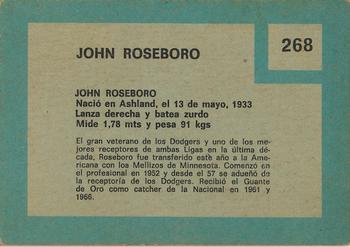 JOHN ROSEBORO
268
JOHN ROSEBORO
Nació en Ashland, el 13 de mayo, 1933
Lanza derecha y batea zurdo
Mide 1,78 mts y pesa 91 kgs
El gran veterano de los Dodgers y uno de los me-
jores receptores de ambas Ligas en la última dé-
cada, Roseboro fue transferido este año a la Ame-
ricana con los Mellizos de Minnesota. Comenzó en
el profesional en 1952 y desde el 57 se adueñó de
la receptoría de los Dodgers. Recibió el Guante
de Oro como catcher de la Nacional en 1961 y
1966.